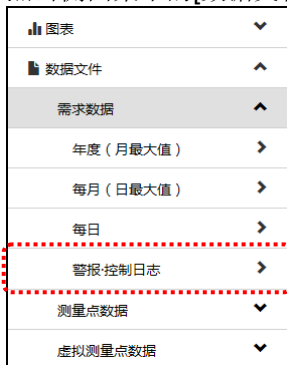 图表
数据文件
需求数据
年度（月最大值）
每月（日最大值）
每日
警报·控制日志
测量点数据
虚拟测量点数据